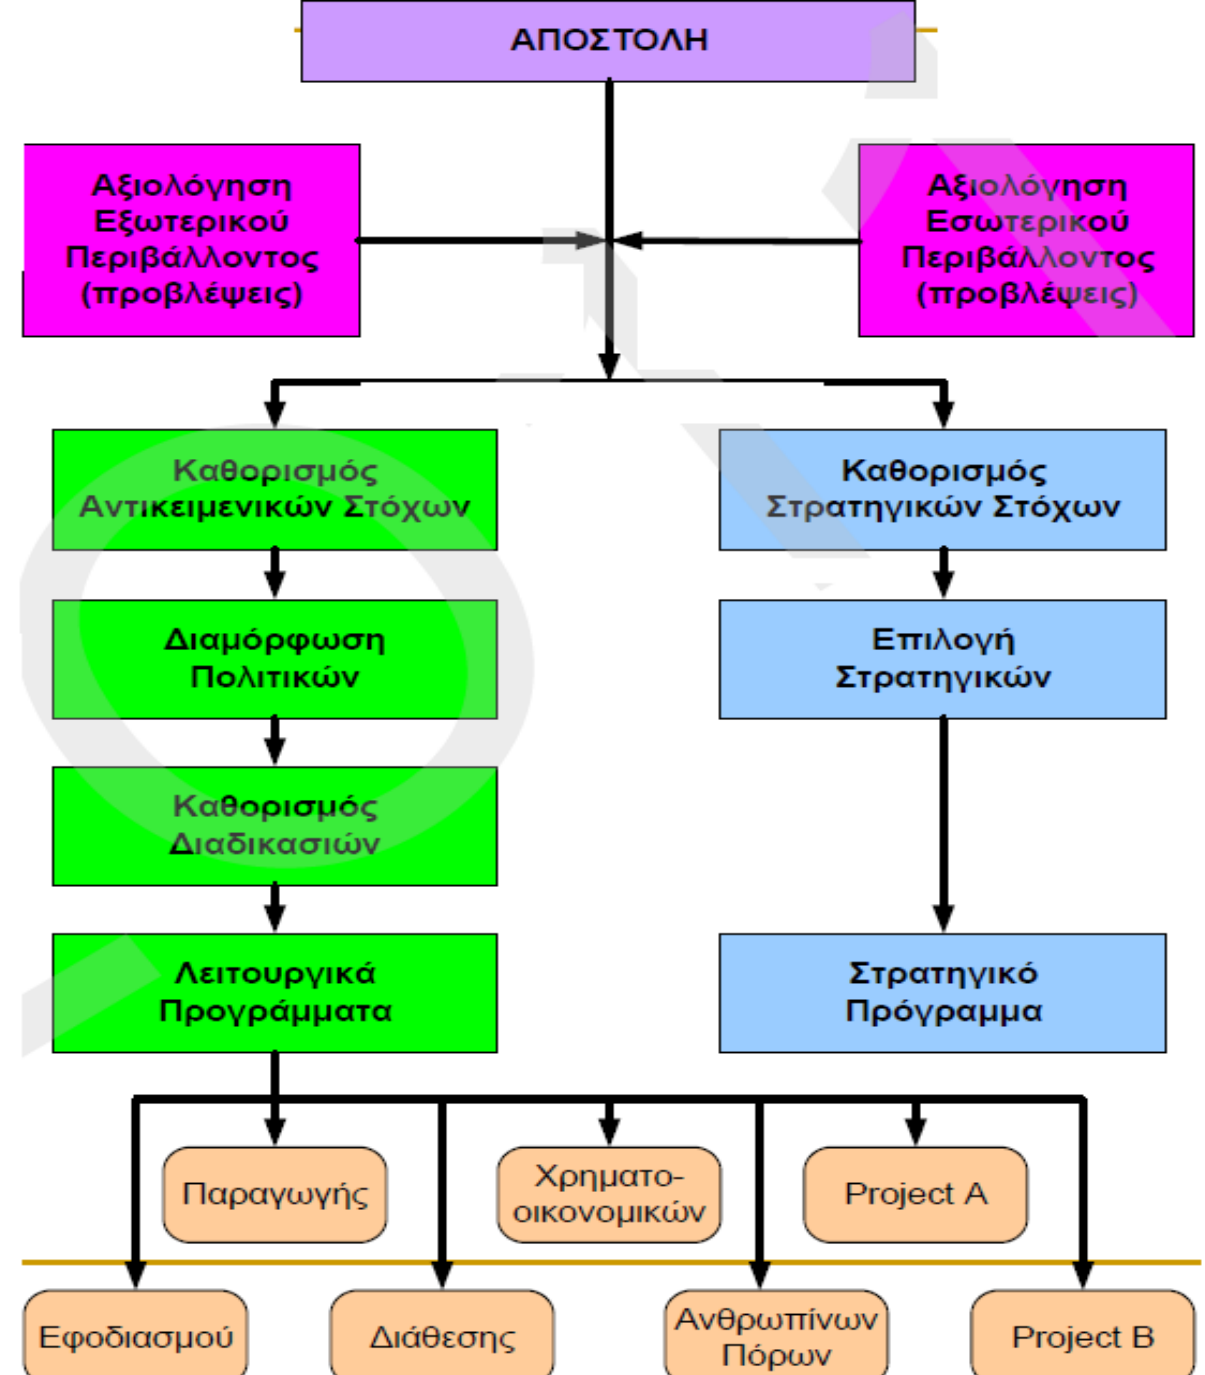 ΑΠΟΣΤΟΛΗ
Αξιολόγηση
Εξωτερικού
Περιβάλλοντος
(προβλέψεις)
Αξιολόγηση
Εσωτερικού
Περιβάλλοντος
(προβλέψεις)
Καθορισμός
Αντικειμενικών Στόχων
Καθορισμός
Στρατηγικών Στόχων
Διαμόρφωση
Πολιτικών
Επιλογή
Στρατηγικών
Καθορισμός
Διαδικασιών
Λειτουργικά
Προγράμματα
Στρατηγικό
Πρόγραμμα
Παραγωγής
Χρηματο-
οικονομικών
Project A
Εφοδιασμού
Διάθεσης
Ανθρωπίνων
Πόρων
Project B